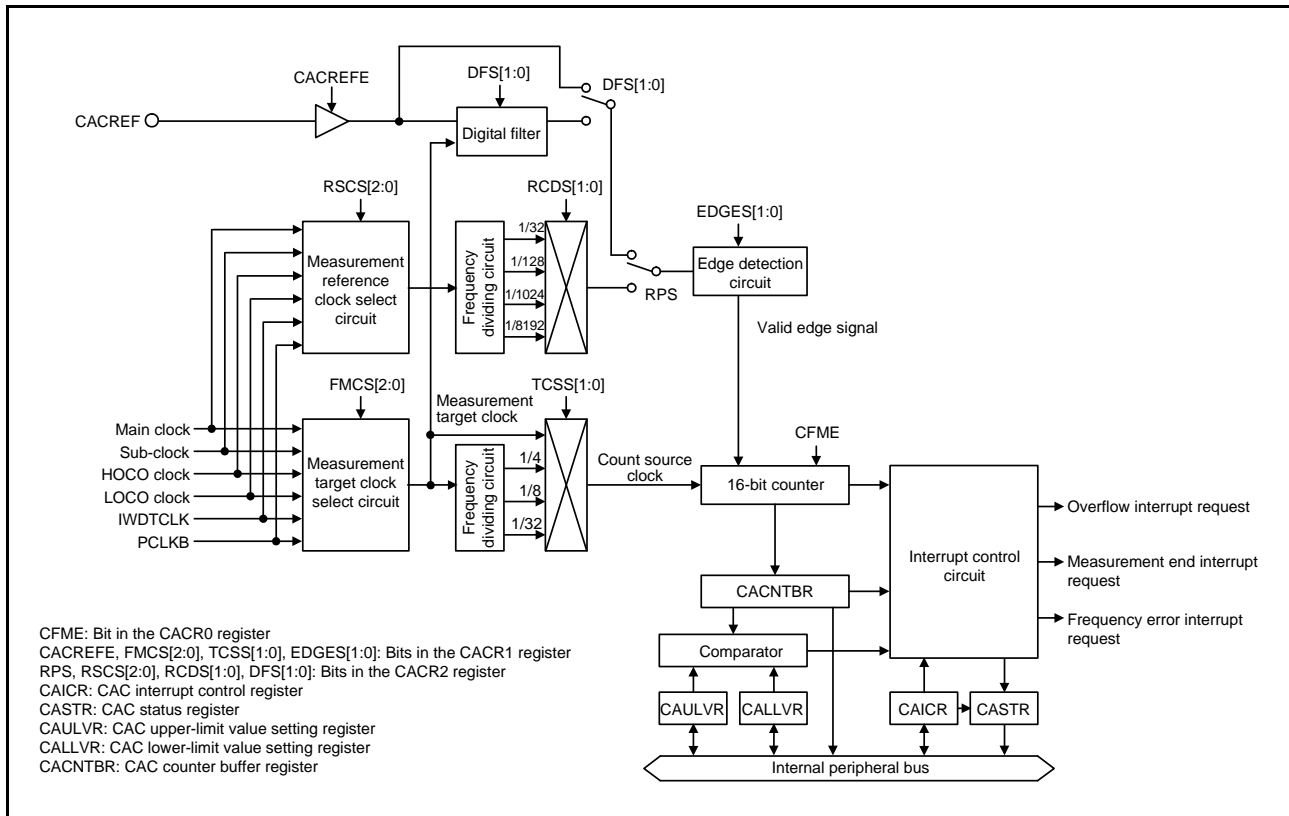 CACREFE
DFS[1:0]
DFS[1:0]
CACREF
Digital filter
RSCS[2:0]
RCDS[1:0]
EDGES[1:0]
Measurement
reference
clock select
circuit
Frequency
dividing circuit
1/32
1/128
1/1024
1/8192
RPS
Edge detection
circuit
Valid edge signal
FMCS[2:0]
Measurement
target clock
TCSS[1:0]
Main clock
Sub-clock
HOCO clock
LOCO clock
IWDTCLK
PCLKB
Measurement
target clock
select circuit
Frequency
dividing circuit
1/4
1/8
1/32
Count source
clock
CFME
16-bit counter
Interrupt control
circuit
Overflow interrupt request
Measurement end interrupt
request
Frequency error interrupt
request
CACNTBR
Comparator
CAULVR
CALLVR
CAICR
CASTR
Internal peripheral bus
CFME: Bit in the CACR0 register
CACREFE, FMCS[2:0], TCSS[1:0], EDGES[1:0]: Bits in the CACR1 register
RPS, RSCS[2:0], RCDS[1:0], DFS[1:0]: Bits in the CACR2 register
CAICR: CAC interrupt control register
CASTR: CAC status register
CAULVR: CAC upper-limit value setting register
CALLVR: CAC lower-limit value setting register
CACNTBR: CAC counter buffer register